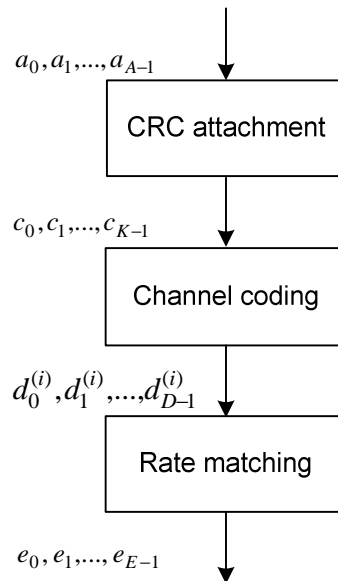 a_0, a_1,..., a_{A-1}
CRC attachment
c_0, c_1,..., c_{K-1}
Channel coding
d_0^{(i)}, d_1^{(i)},..., d_{D-1}^{(i)}
Rate matching
e_0, e_1,..., e_{E-1}